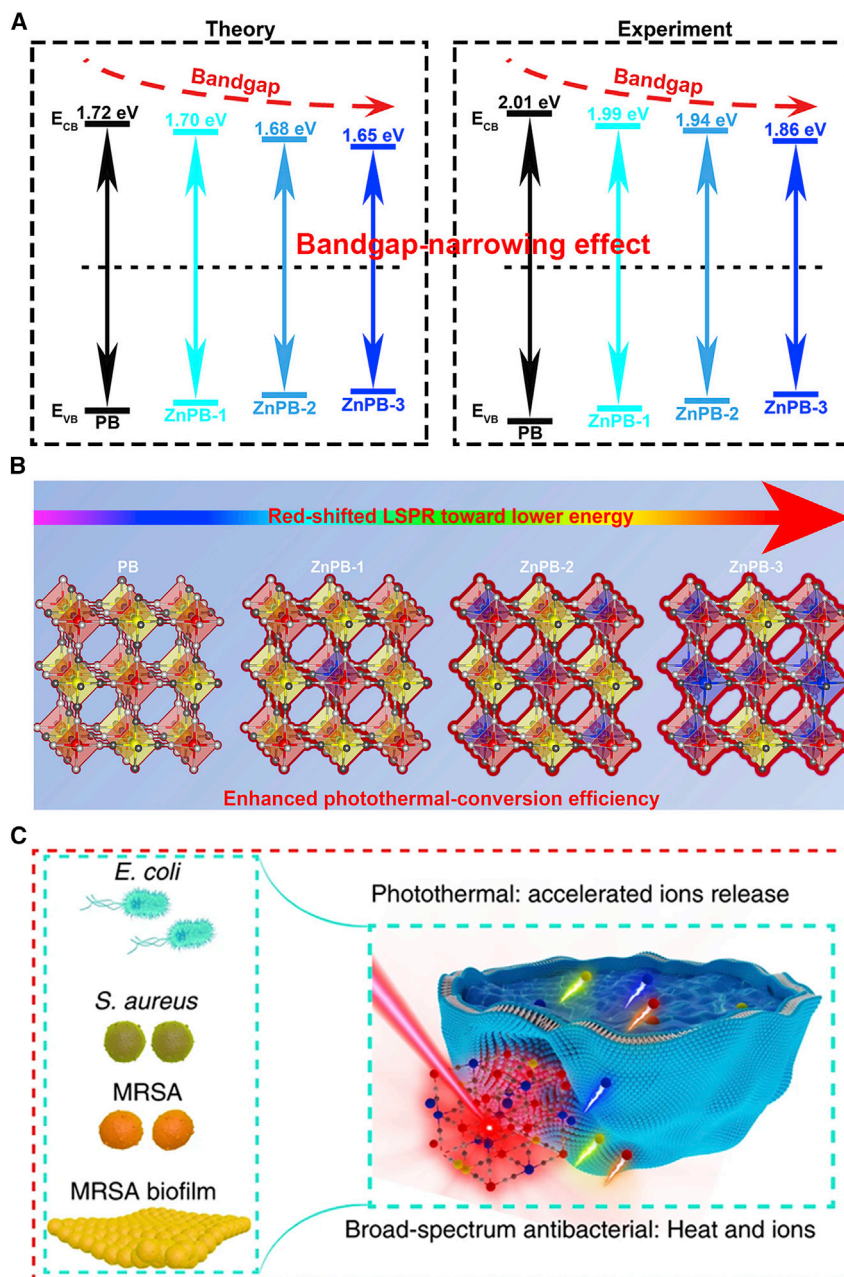 A
Theory
Experiment
Bandgap
Bandgap
E_CB 1.72 eV 1.70 eV 1.68 eV 1.65 eV
E_CB 2.01 eV 1.99 eV 1.94 eV 1.86 eV
Bandgap-narrowing effect
E_VB PB ZnPB-1 ZnPB-2 ZnPB-3
E_VB PB ZnPB-1 ZnPB-2 ZnPB-3
B
Red-shifted LSPR toward lower energy
PB ZnPB-1 ZnPB-2 ZnPB-3
Enhanced photothermal-conversion efficiency
C
E. coli
S. aureus
MRSA
MRSA biofilm
Photothermal: accelerated ions release
Broad-spectrum antibacterial: Heat and ions